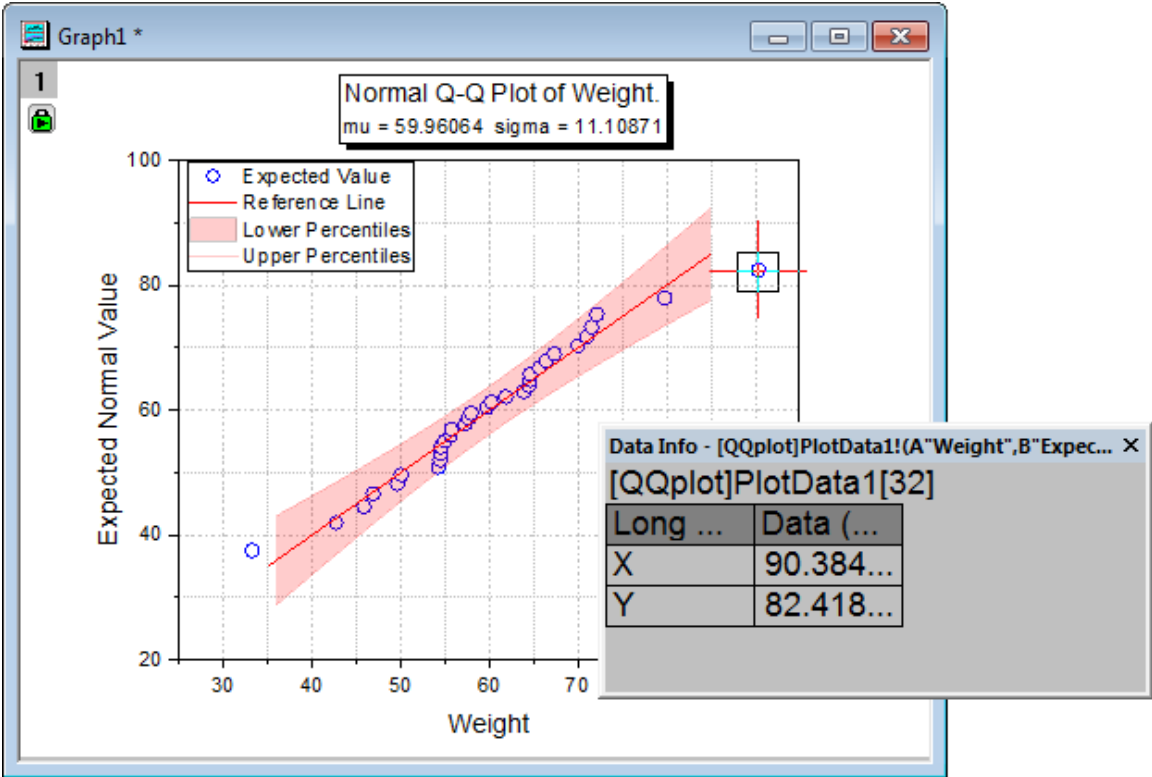 Graph1 *
1
Normal Q-Q Plot of Weight.
mu = 59.96064 sigma = 11.10871
Expected Value
Reference Line
Lower Percentiles
Upper Percentiles
100
80
60
40
20
Expected Normal Value
30 40 50 60 70
Weight
Data Info - [QQplot]PlotData1!(A"Weight",B"Expec... ×
[QQplot]PlotData1[32]
Long ... Data (...
X 90.384...
Y 82.418...